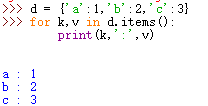 >>> d = {'a':1,'b':2,'c':3}
>>> for k,v in d.items():
        print(k,':',v)
a : 1
b : 2
c : 3